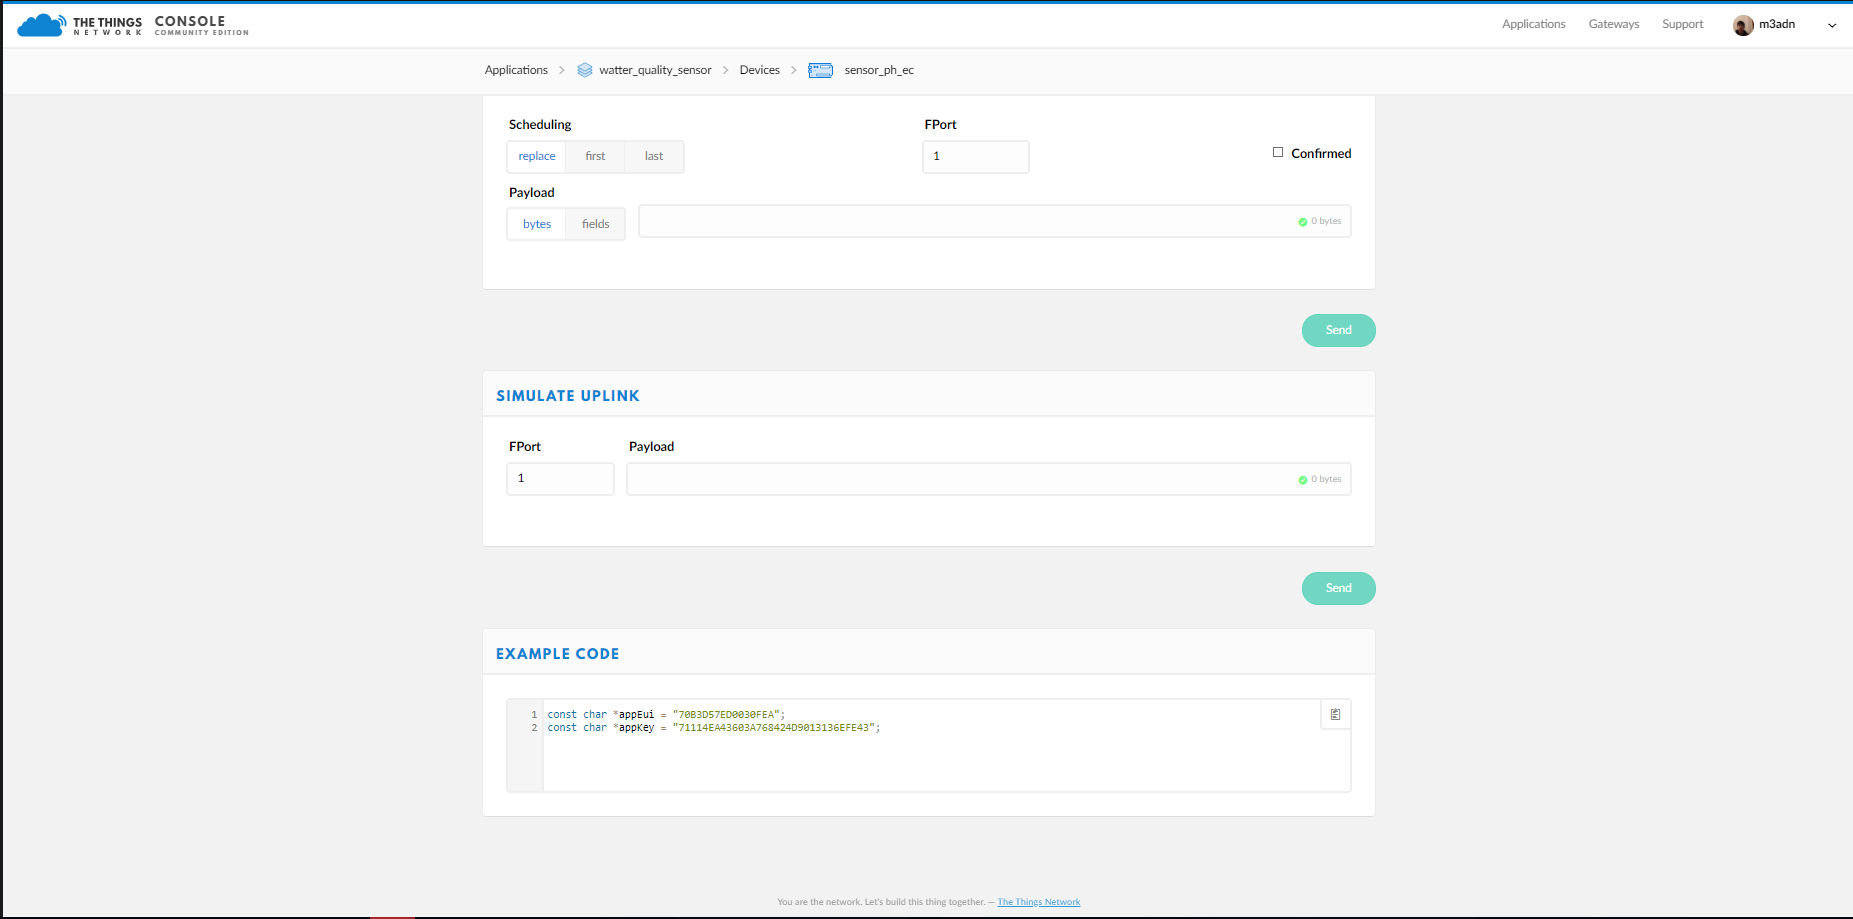 THE THINGS NETWORK CONSOLE COMMUNITY EDITION
Applications Gateways Support m3adn
Applications > watter_quality_sensor > Devices > sensor_ph_ec
Scheduling FPort
replace first last 1 Confirmed
Payload
bytes fields 0 bytes
Send
SIMULATE UPLINK
FPort Payload
1 0 bytes
Send
EXAMPLE CODE
1 const char *appEui = "70B3D57ED0030FEA";
2 const char *appKey = "71114EA43603A768424D9013136EFE43";
You are the network. Let's build this thing together. — The Things Network